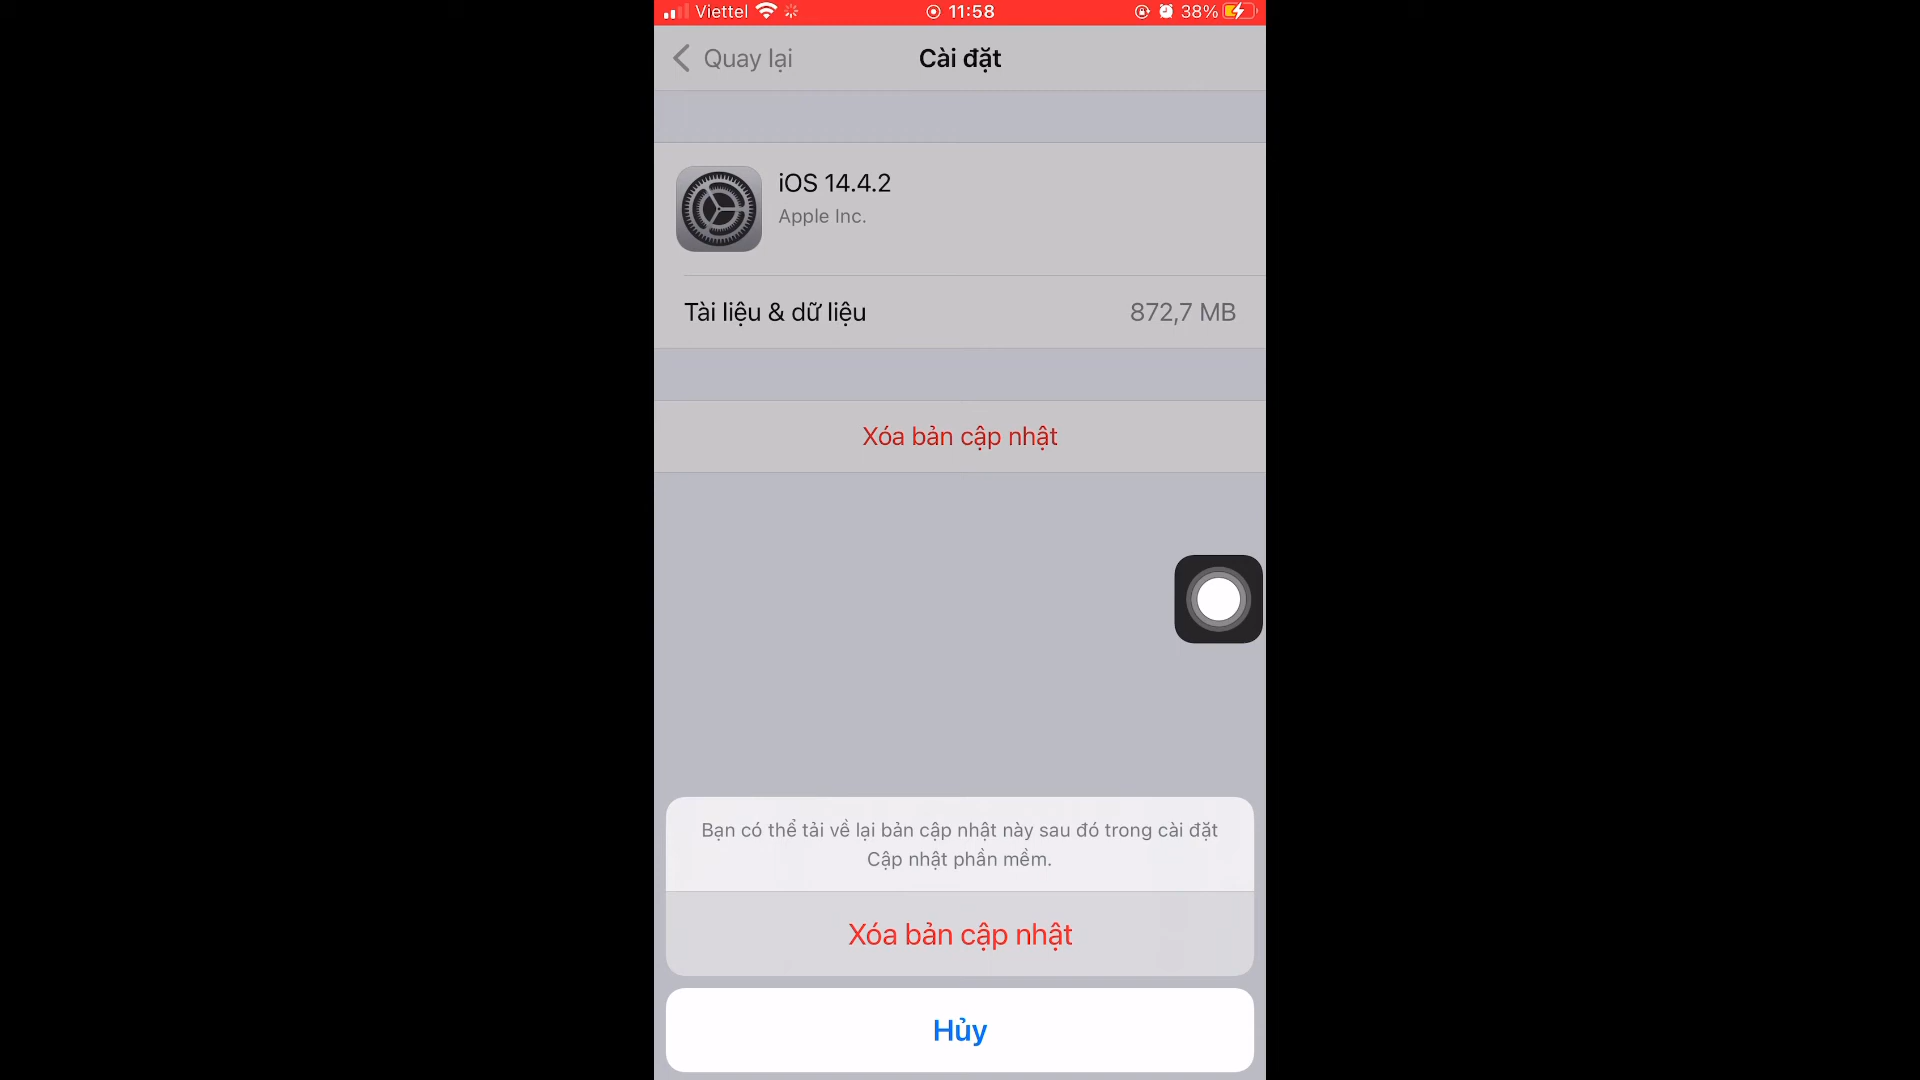 Viettel 11:58 38%
Quay lại Cài đặt
iOS 14.4.2
Apple Inc.
Tài liệu & dữ liệu 872,7 MB
Xóa bản cập nhật
Bạn có thể tải về lại bản cập nhật này sau đó trong cài đặt
Cập nhật phần mềm.
Xóa bản cập nhật
Hủy